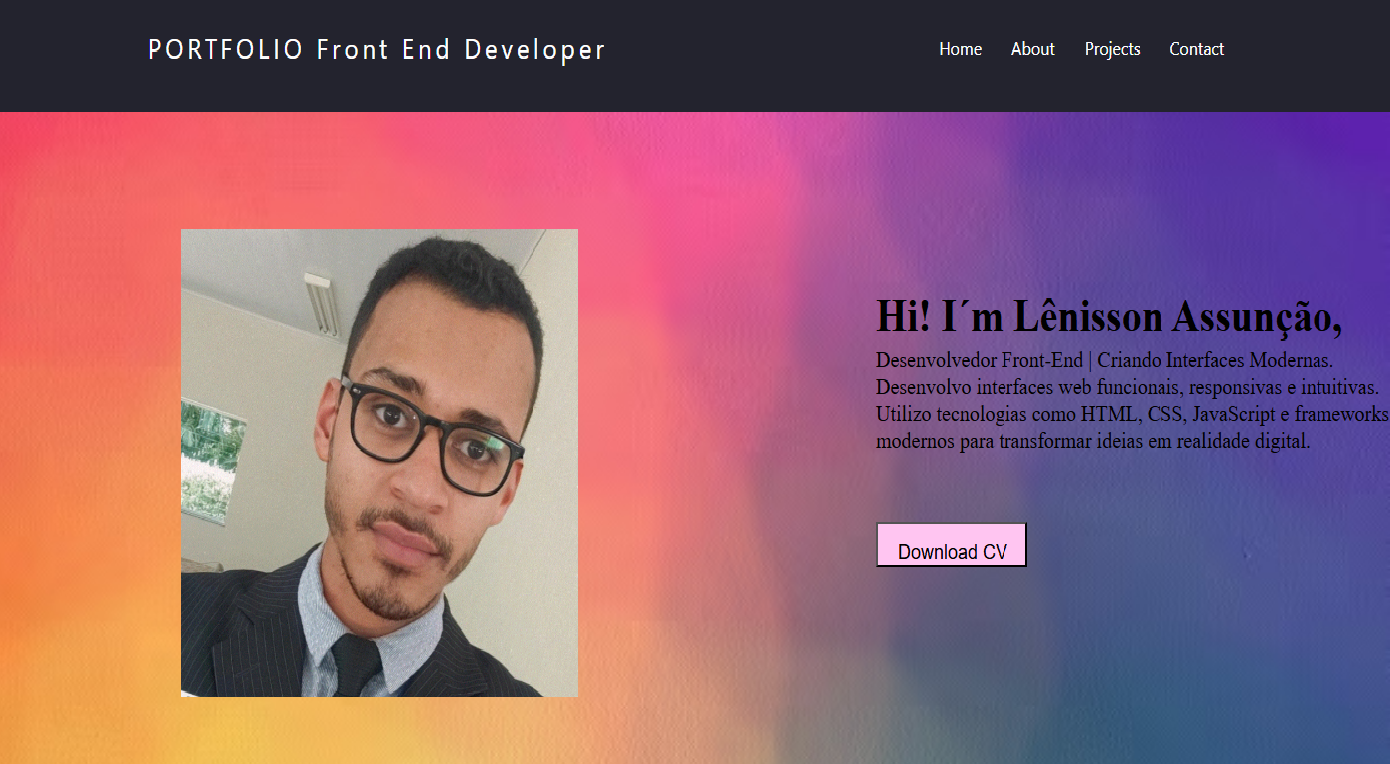 PORTFOLIO Front End Developer
Home About Projects Contact
Hi! I´m Lênisson Assunção,
Desenvolvedor Front-End | Criando Interfaces Modernas.
Desenvolvo interfaces web funcionais, responsivas e intuitivas.
Utilizo tecnologias como HTML, CSS, JavaScript e frameworks
modernos para transformar ideias em realidade digital.
Download CV